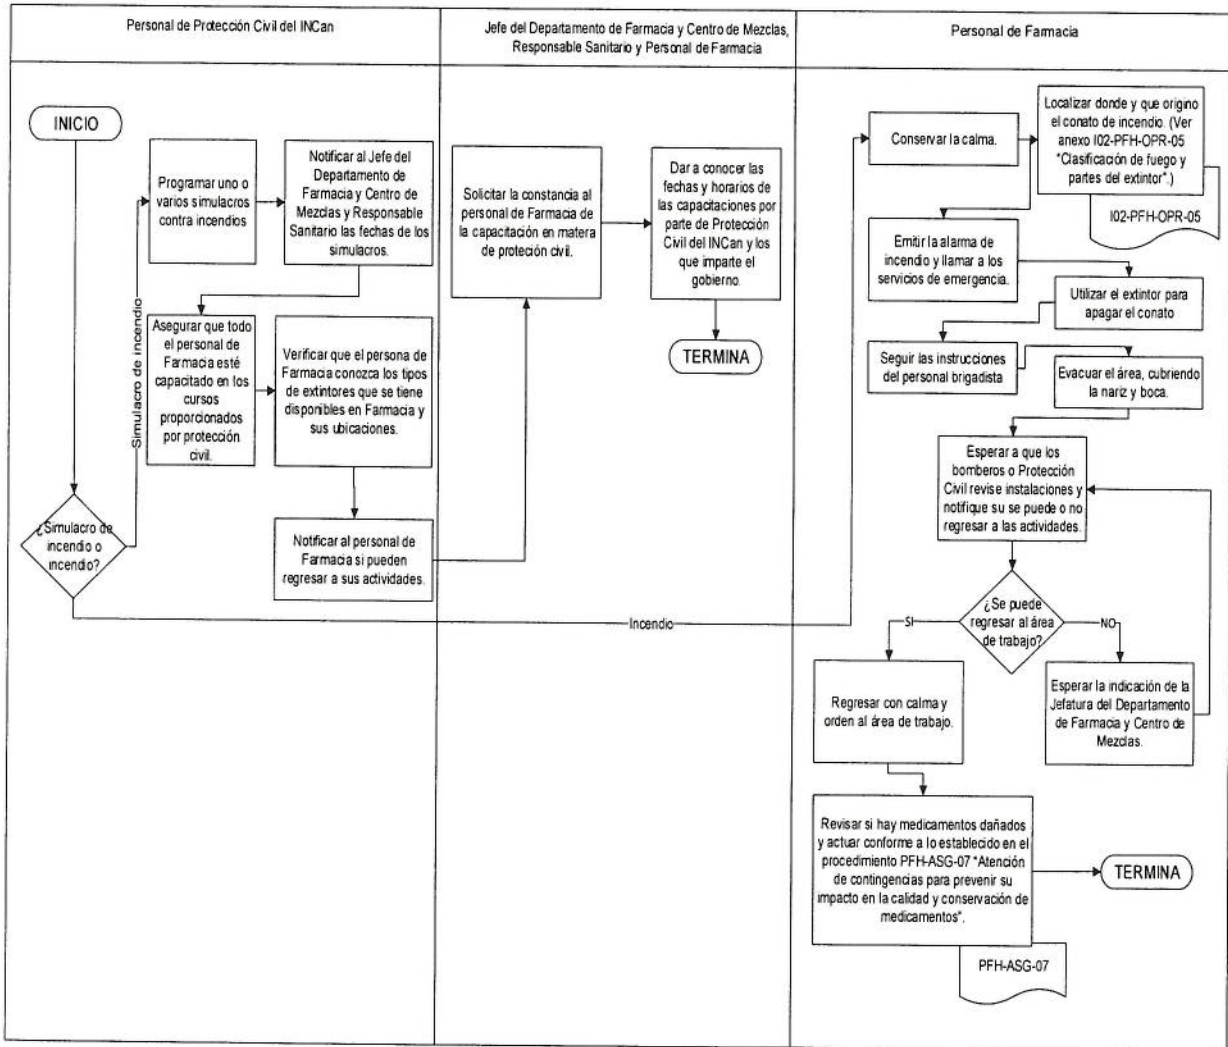 Personal de Protección Civil del INCan
Jefe del Departamento de Farmacia y Centro de Mezclas,
Responsable Sanitario y Personal de Farmacia
Personal de Farmacia
INICIO
Programar uno o
varios simulacros
contra incendios
Notificar al Jefe del
Departamento de
Farmacia y Centro de
Mezclas y Responsable
Sanitario las fechas de los
simulacros.
Simulacro de incendio
Asegurar que todo
el personal de
Farmacia esté
capacitado en los
cursos
proporcionados
por protección
civil.
Verificar que el persona de
Farmacia conozca los tipos
de extintores que se tiene
disponibles en Farmacia y
sus ubicaciones.
¿Simulacro de
incendio o
incendio?
Notificar al personal de
Farmacia si pueden
regresar a sus actividades.
Solicitar la constancia al
personal de Farmacia de
la capacitación en matera
de proteción civil.
Dar a conocer las
fechas y horarios de
las capacitaciones por
parte de Protección
Civil del INCan y los
que imparte el
gobierno.
TERMINA
Incendio
Conservar la calma.
Localizar donde y que origino
el conato de incendio. (Ver
anexo I02-PFH-OPR-05
"Clasificación de fuego y
partes del extintor".)
I02-PFH-OPR-05
Emitir la alarma de
incendio y llamar a los
servicios de emergencia.
Utilizar el extintor para
apagar el conato
Seguir las instrucciones
del personal brigadista
Evacuar el área, cubriendo
la nariz y boca.
Esperar a que los
bomberos o Protección
Civil revise instalaciones y
notifique su se puede o no
regresar a las actividades.
¿Se puede
regresar al área
de trabajo?
SI
NO
Regresar con calma y
orden al área de trabajo.
Esperar la indicación de la
Jefatura del Departamento
de Farmacia y Centro de
Mezclas.
Revisar si hay medicamentos dañados
y actuar conforme a lo establecido en el
procedimiento PFH-ASG-07 "Atención
de contingencias para prevenir su
impacto en la calidad y conservación de
medicamentos".
PFH-ASG-07
TERMINA